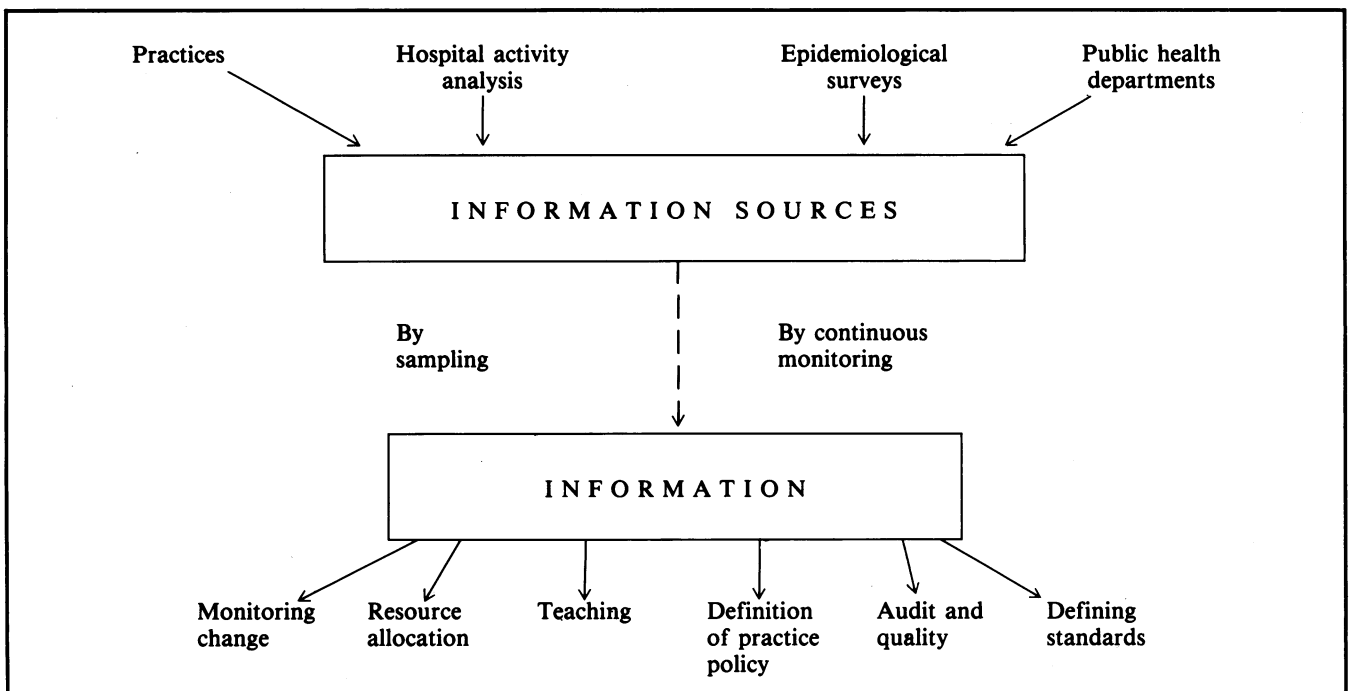 Practices
Hospital activity
analysis
Epidemiological
surveys
Public health
departments
INFORMATION SOURCES
By
sampling
By continuous
monitoring
INFORMATION
Monitoring
change
Resource
allocation
Teaching
Definition
of practice
policy
Audit and
quality
Defining
standards